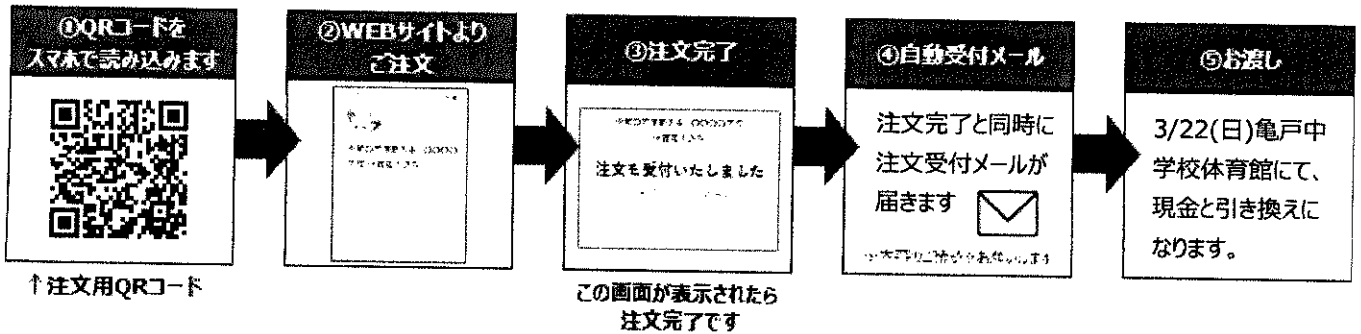 ①QRコードを
スマホで読み込みます
↑注文用QRコード
②WEBサイトより
ご注文
③注文完了
注文を受付いたしました
この画面が表示されたら
注文完了です
④自動受付メール
注文完了と同時に
注文受付メールが
届きます
⑤お渡し
3/22(日)亀戸中
学校体育館にて、
現金と引き換えに
なります。